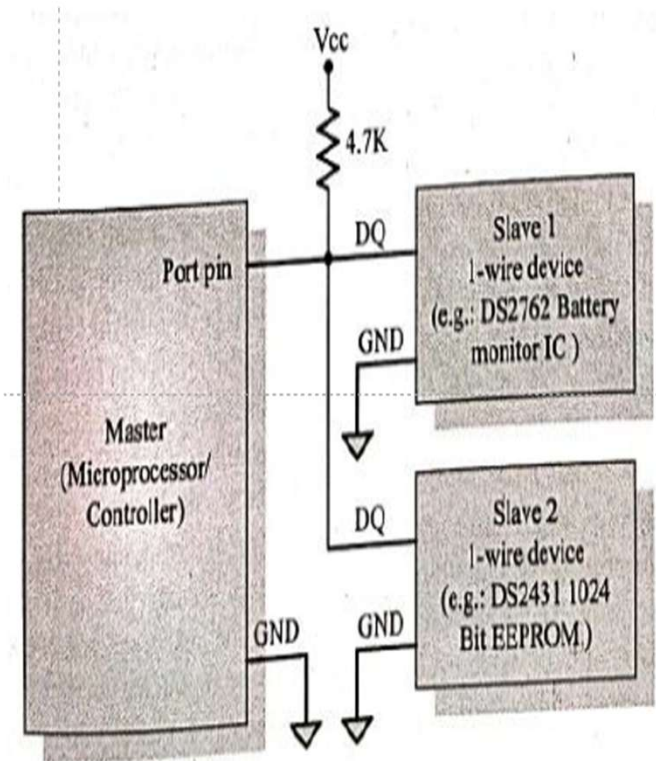 Vcc
4.7K
Port pin
DQ
Slave 1
1-wire device
(e.g.: DS2762 Battery
monitor IC )
GND
Master
(Microprocessor/
Controller)
DQ
Slave 2
1-wire device
(e.g.: DS2431 1024
Bit EEPROM.)
GND
GND